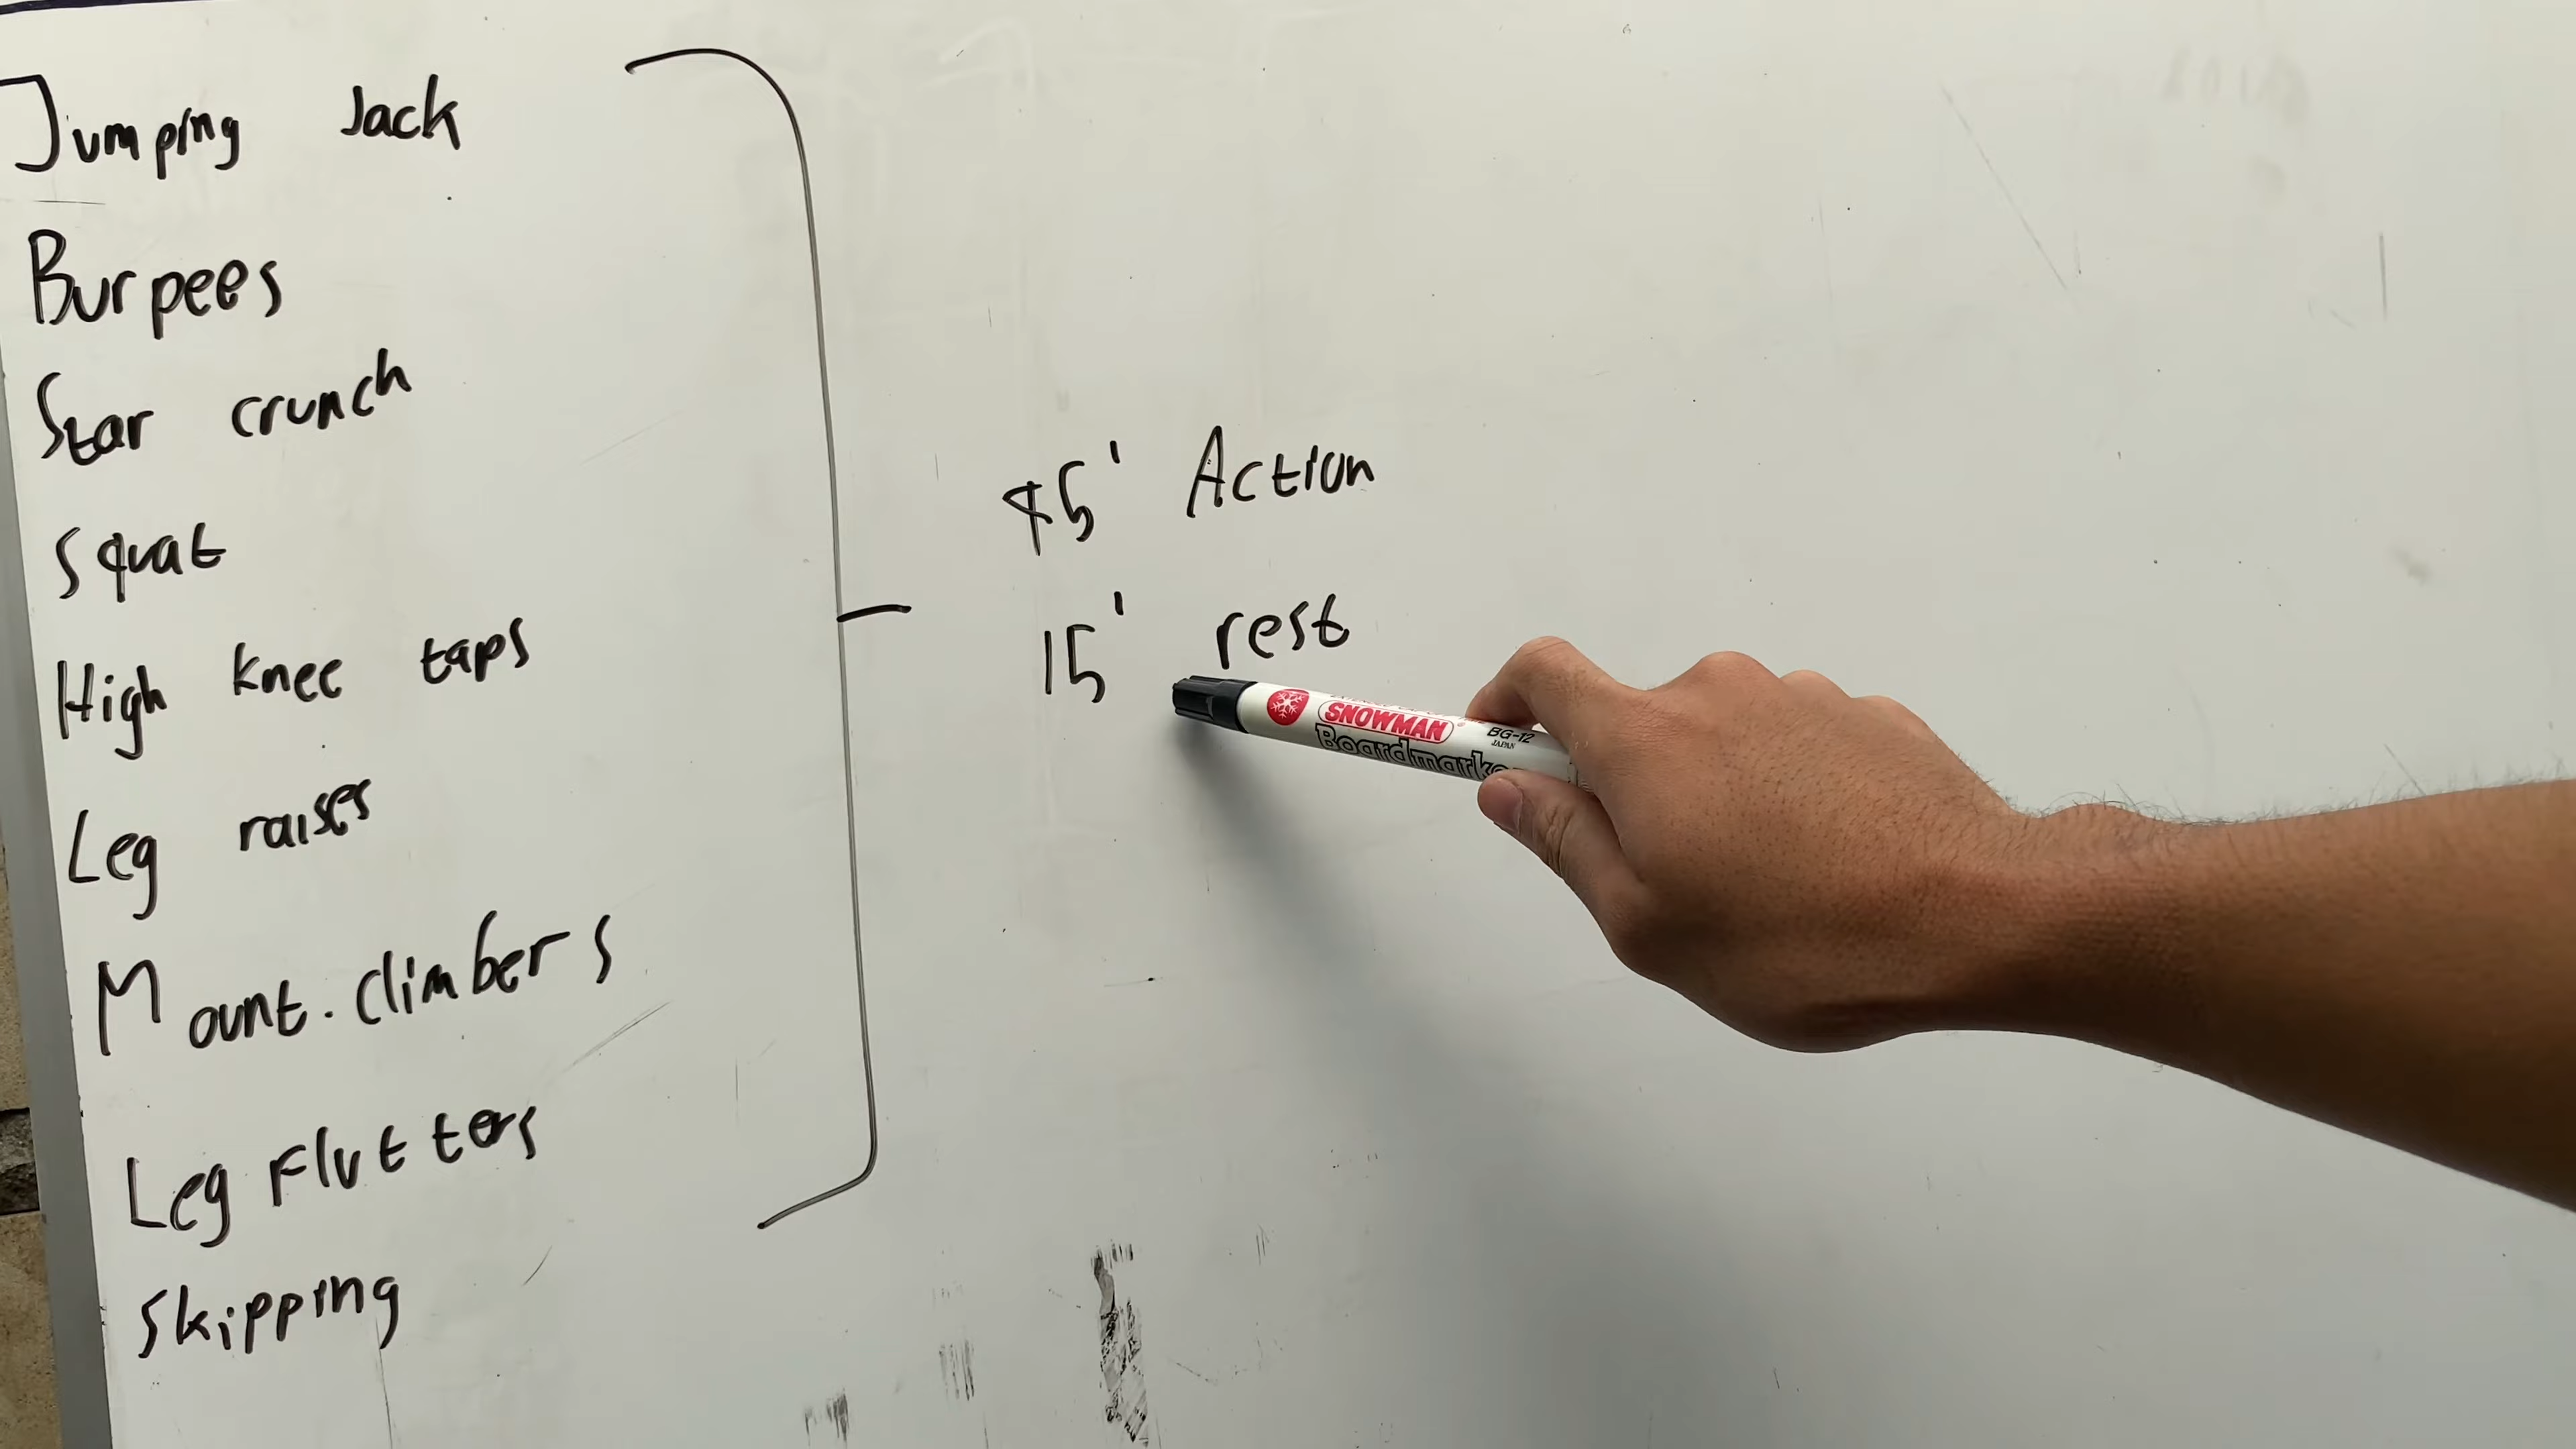 Jumping Jack
Burpees
Star crunch
Squat
High knee taps
Leg raises
Mount. climbers
Leg Flutters
Skipping
45' Action
15' rest
SNOWMAN
BG-12
JAPAN
Boardmarke